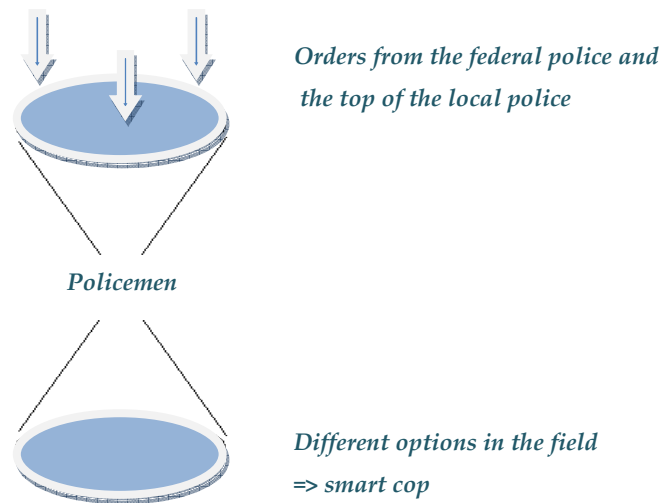 Orders from the federal police and
the top of the local police
Policemen
Different options in the field
=> smart cop